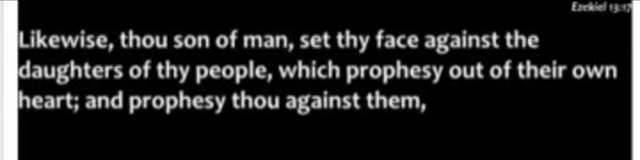 Ezekiel 13:17
Likewise, thou son of man, set thy face against the
daughters of thy people, which prophesy out of their own
heart; and prophesy thou against them,